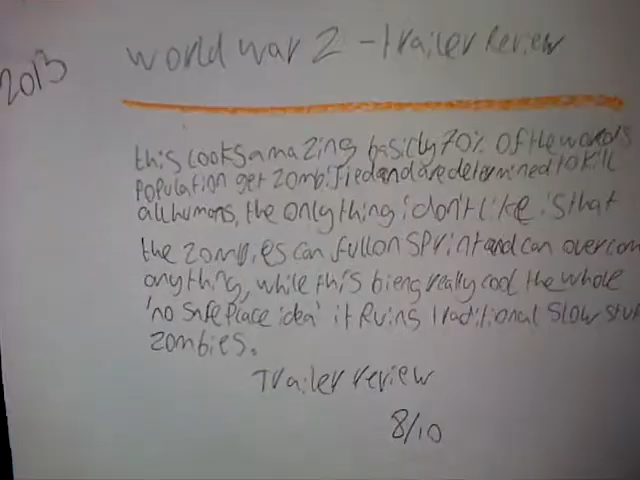 2013
world war Z - trailer review
this looks amazing basicly 70% of the worlds
population get zombified and are determined to kill
all humans, the only thing i don't like is that
the zombies can full on sprint and can overcom
anything, while this bieng really cool the whole
'no safe place idea' it ruins traditional slow stu
zombies.
Trailer review
8/10